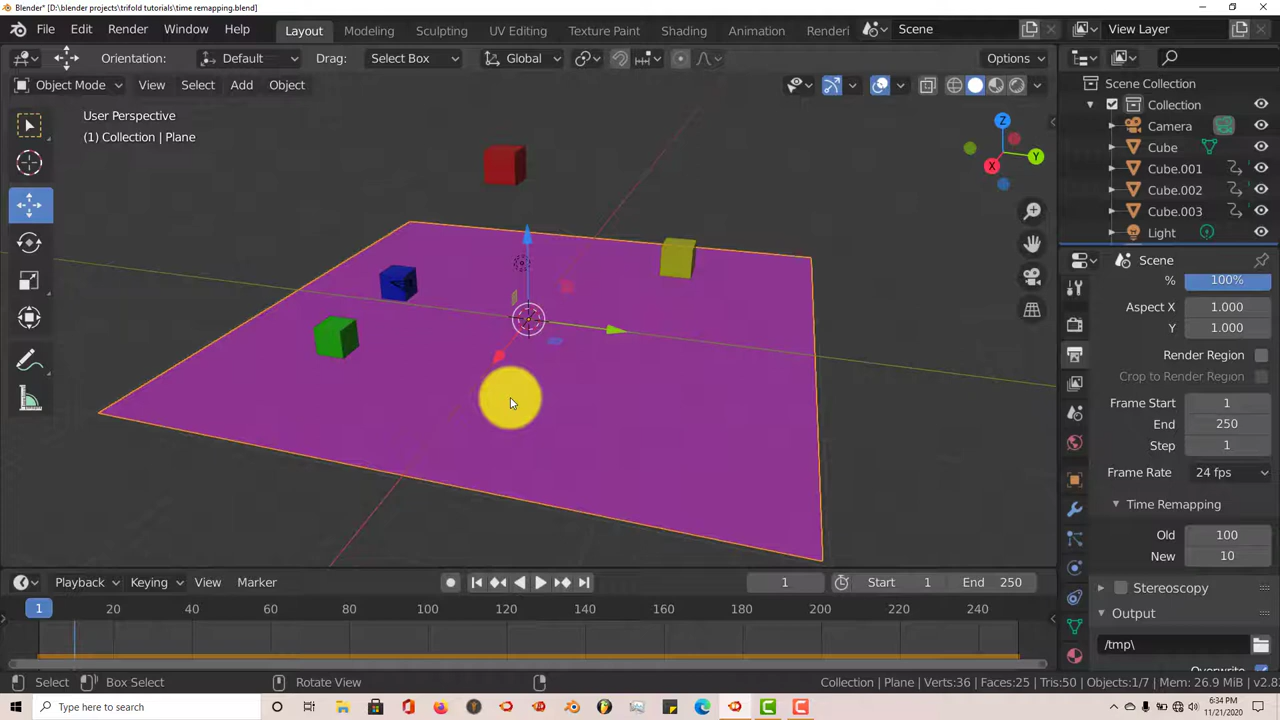 Blender* [D:\blender projects\trifold tutorials\time remapping.blend]
File Edit Render Window Help Layout Modeling Sculpting UV Editing Texture Paint Shading Animation Renderi Scene View Layer
Orientation: Default Drag: Select Box Global Options
Object Mode View Select Add Object
User Perspective
(1) Collection | Plane
Z
Y
X
Scene Collection
Collection
Camera
Cube
Cube.001
Cube.002
Cube.003
Light
Scene
% 100%
Aspect X 1.000
Y 1.000
Render Region
Crop to Render Region
Frame Start 1
End 250
Step 1
Frame Rate 24 fps
Time Remapping
Old 100
New 10
Stereoscopy
Output
/tmp\
Overwrite
Playback Keying View Marker 1 Start 1 End 250
1 20 40 60 80 100 120 140 160 180 200 220 240
Select Box Select Rotate View Collection | Plane | Verts:36 | Faces:25 | Tris:50 | Objects:1/7 | Mem: 26.9 MiB | v2.8
Type here to search
6:34 PM
11/21/2020